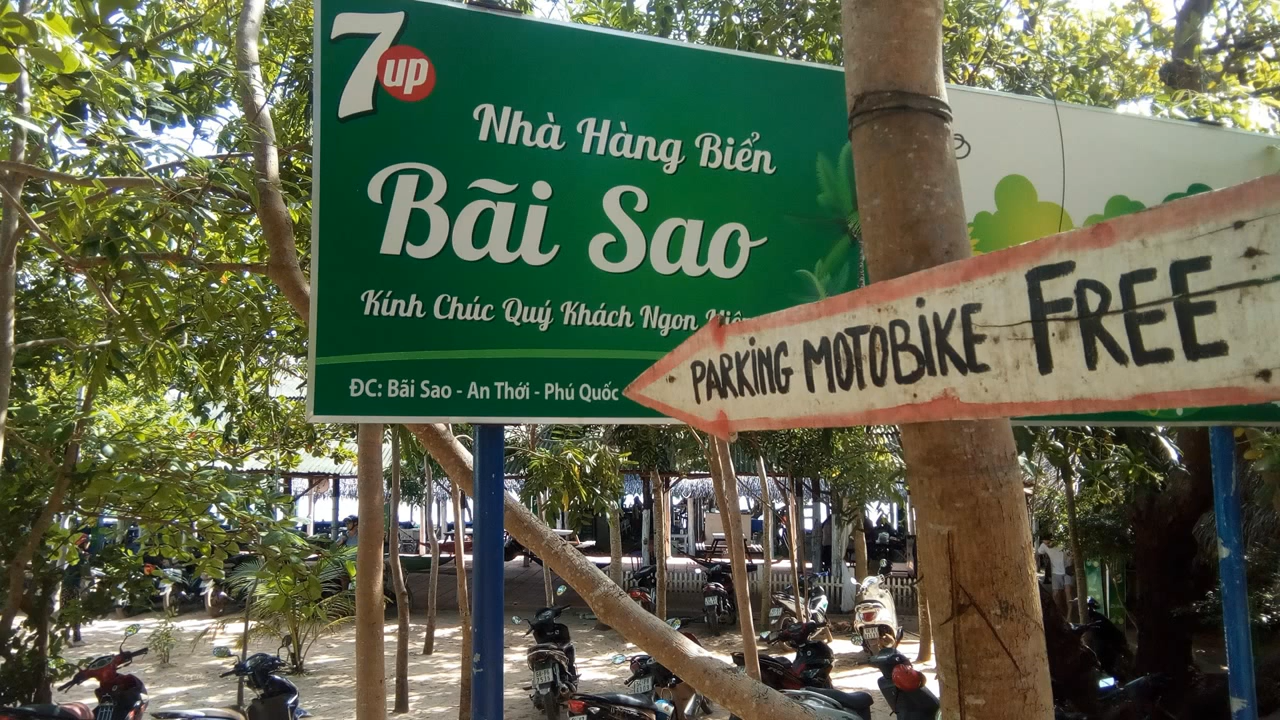 7up
Nhà Hàng Biển
Bãi Sao
Kính Chúc Quý Khách Ngon
ĐC: Bãi Sao - An Thới - Phú Quốc
PARKING MOTOBIKE FREE